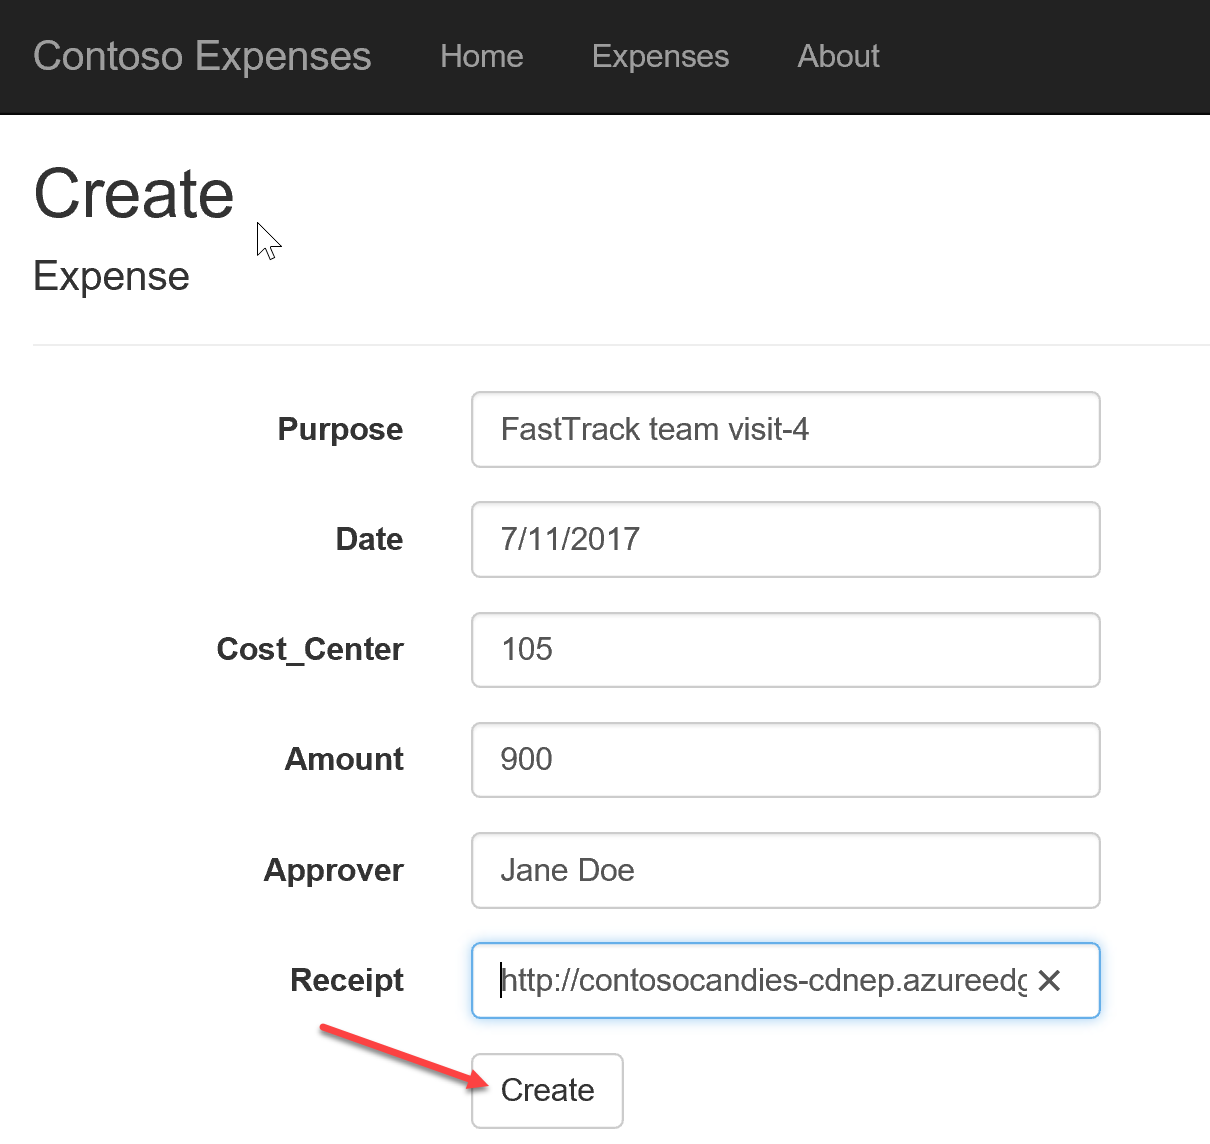 Contoso Expenses Home Expenses About
Create
Expense
Purpose FastTrack team visit-4
Date 7/11/2017
Cost_Center 105
Amount 900
Approver Jane Doe
Receipt http://contosocandies-cdnep.azureedg
Create